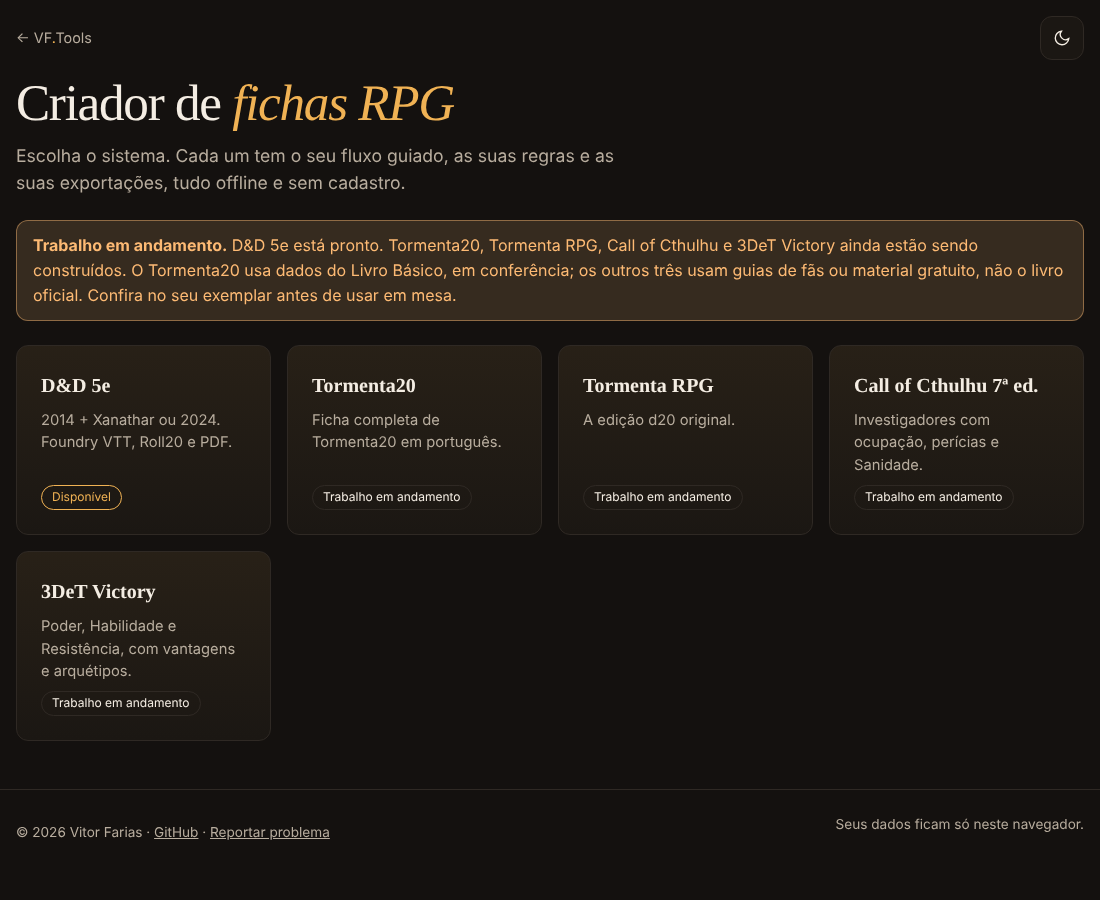 ← VF.Tools
Criador de fichas RPG
Escolha o sistema. Cada um tem o seu fluxo guiado, as suas regras e as
suas exportações, tudo offline e sem cadastro.
Trabalho em andamento. D&D 5e está pronto. Tormenta20, Tormenta RPG, Call of Cthulhu e 3DeT Victory ainda estão sendo
construídos. O Tormenta20 usa dados do Livro Básico, em conferência; os outros três usam guias de fãs ou material gratuito, não o livro
oficial. Confira no seu exemplar antes de usar em mesa.
D&D 5e
2014 + Xanathar ou 2024.
Foundry VTT, Roll20 e PDF.
Disponível
Tormenta20
Ficha completa de
Tormenta20 em português.
Trabalho em andamento
Tormenta RPG
A edição d20 original.
Trabalho em andamento
Call of Cthulhu 7ª ed.
Investigadores com
ocupação, perícias e
Sanidade.
Trabalho em andamento
3DeT Victory
Poder, Habilidade e
Resistência, com vantagens
e arquétipos.
Trabalho em andamento
© 2026 Vitor Farias · GitHub · Reportar problema
Seus dados ficam só neste navegador.